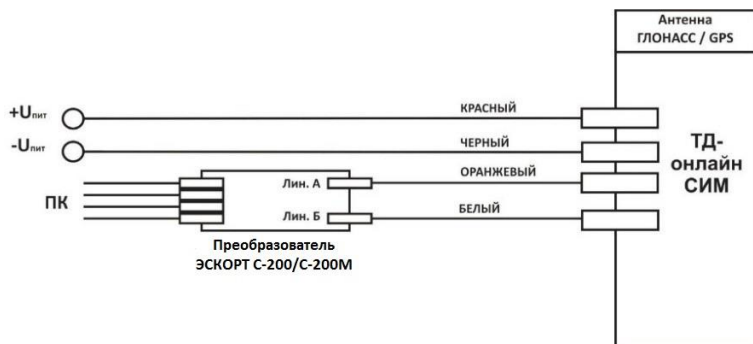 Антенна
ГЛОНАСС / GPS
+Uпит
КРАСНЫЙ
-Uпит
ЧЕРНЫЙ
ТД-
онлайн
СИМ
ОРАНЖЕВЫЙ
Лин. А
ПК
БЕЛЫЙ
Лин. Б
Преобразователь
ЭСКОРТ С-200/С-200М